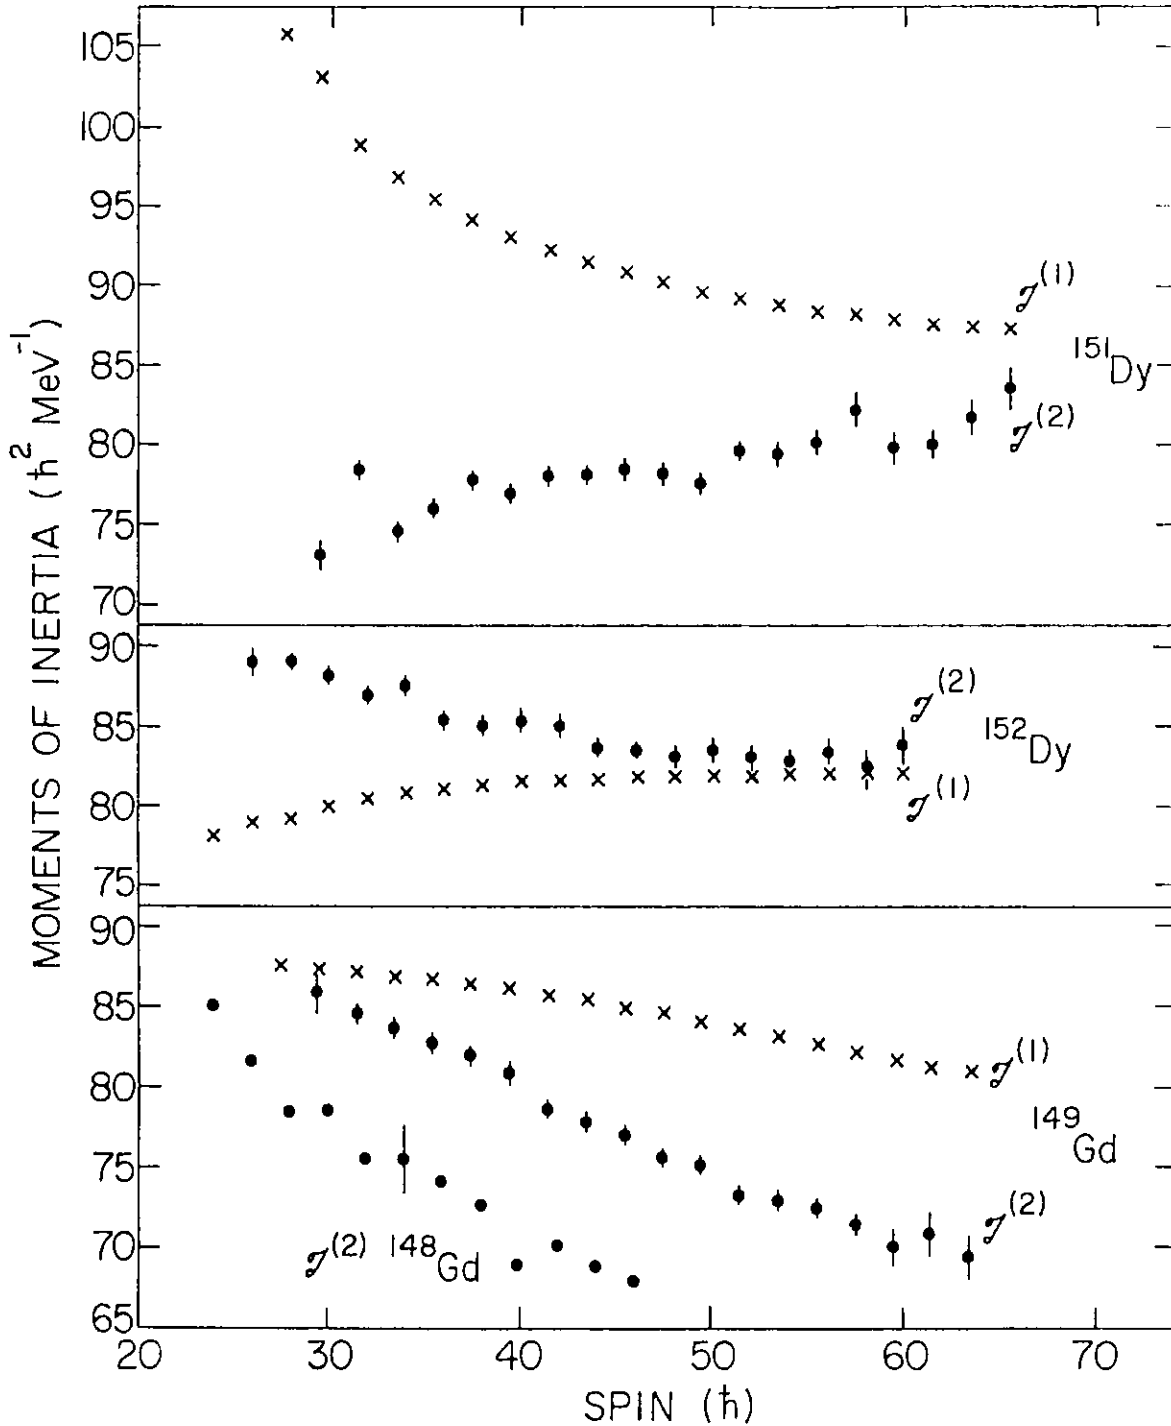 MOMENTS OF INERTIA (ħ² MeV⁻¹)
105
100
95
90
85
80
75
70
𝒥⁽¹⁾
¹⁵¹Dy
𝒥⁽²⁾
90
85
80
75
𝒥⁽²⁾
¹⁵²Dy
𝒥⁽¹⁾
90
85
80
75
70
65
𝒥⁽¹⁾
¹⁴⁹Gd
𝒥⁽²⁾
𝒥⁽²⁾ ¹⁴⁸Gd
20 30 40 50 60 70
SPIN (ħ)